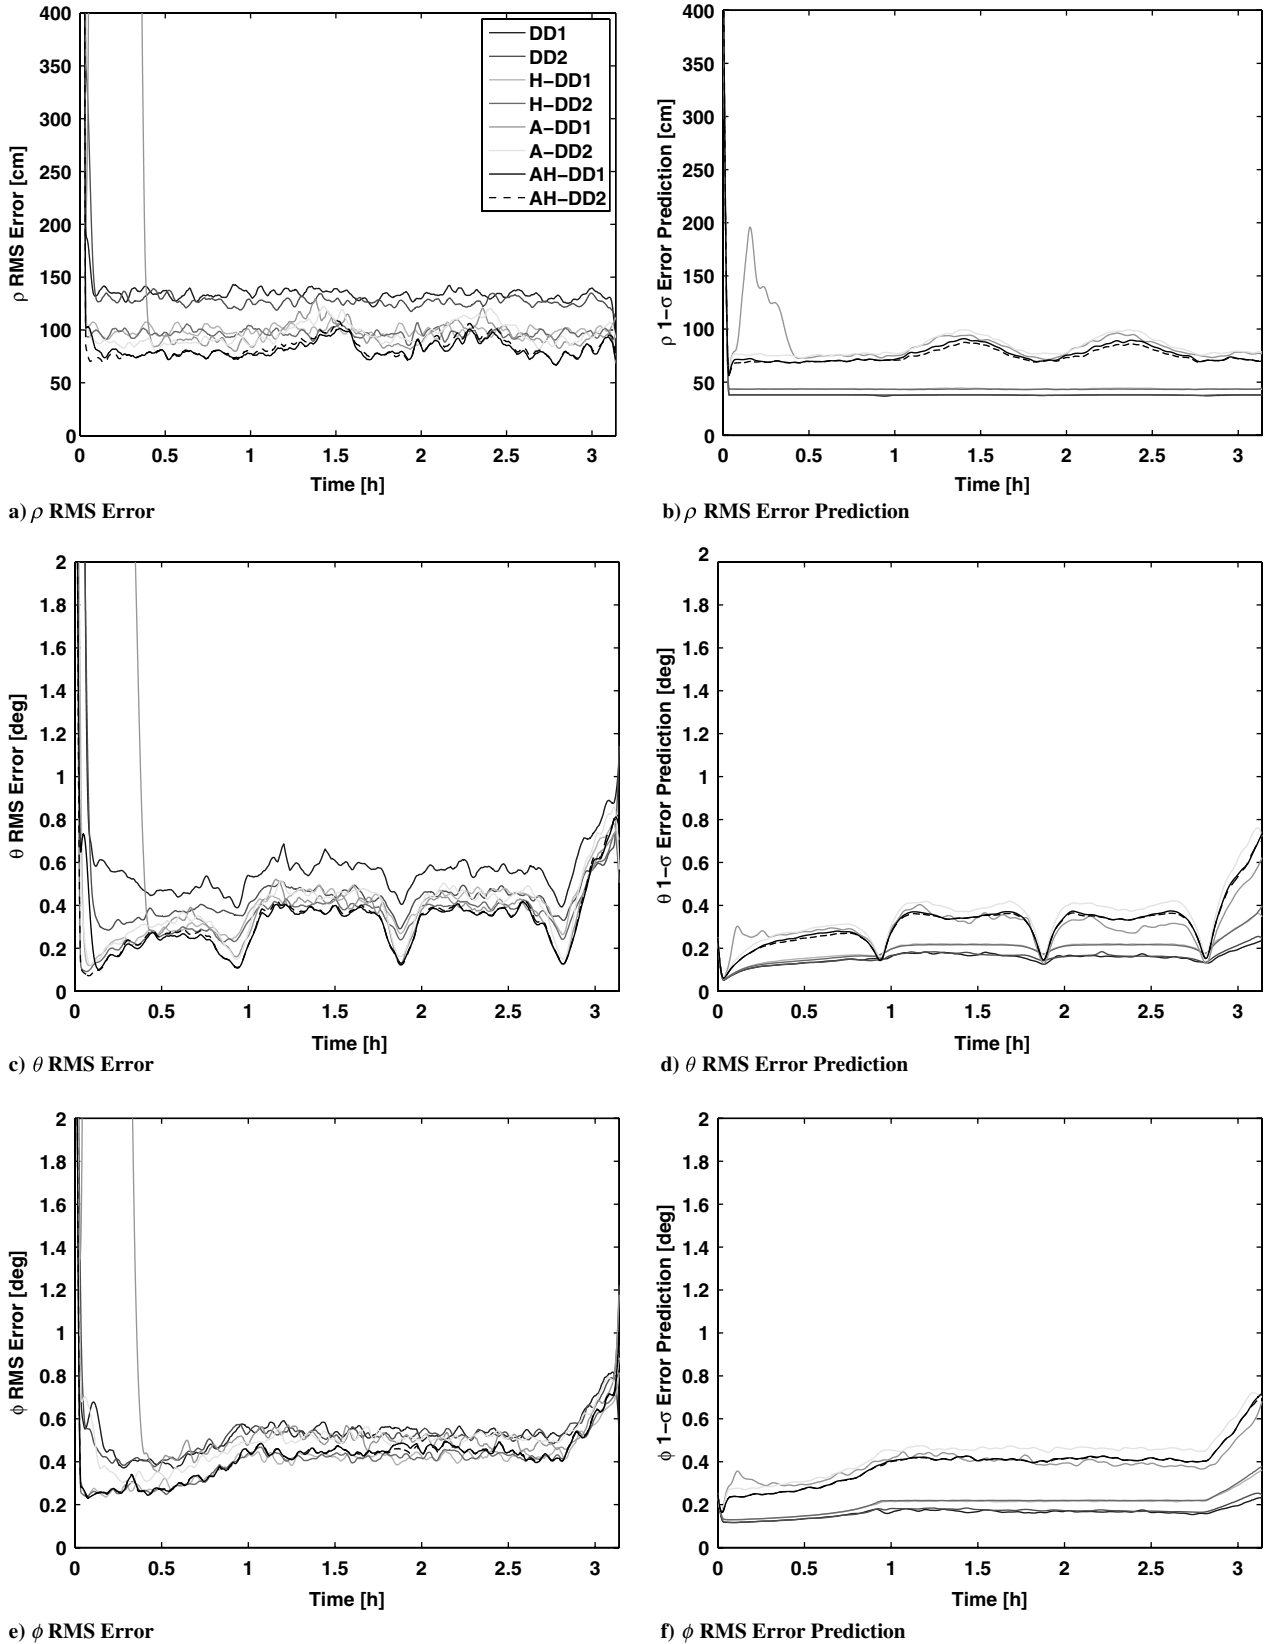 400
350
300
250
200
150
100
50
0
ρ RMS Error [cm]
DD1
DD2
H−DD1
H−DD2
A−DD1
A−DD2
AH−DD1
AH−DD2
0 0.5 1 1.5 2 2.5 3
Time [h]
a) ρ RMS Error
400
350
300
250
200
150
100
50
0
ρ 1−σ Error Prediction [cm]
0 0.5 1 1.5 2 2.5 3
Time [h]
b) ρ RMS Error Prediction
2
1.8
1.6
1.4
1.2
1
0.8
0.6
0.4
0.2
0
θ RMS Error [deg]
0 0.5 1 1.5 2 2.5 3
Time [h]
c) θ RMS Error
2
1.8
1.6
1.4
1.2
1
0.8
0.6
0.4
0.2
0
θ 1−σ Error Prediction [deg]
0 0.5 1 1.5 2 2.5 3
Time [h]
d) θ RMS Error Prediction
2
1.8
1.6
1.4
1.2
1
0.8
0.6
0.4
0.2
0
ϕ RMS Error [deg]
0 0.5 1 1.5 2 2.5 3
Time [h]
e) ϕ RMS Error
2
1.8
1.6
1.4
1.2
1
0.8
0.6
0.4
0.2
0
ϕ 1−σ Error Prediction [deg]
0 0.5 1 1.5 2 2.5 3
Time [h]
f) ϕ RMS Error Prediction